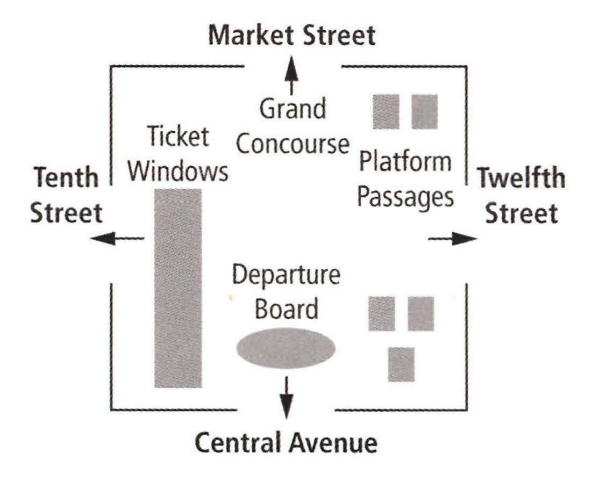 Market Street
Grand
Concourse
Ticket
Windows
Platform
Passages
Tenth
Street
Twelfth
Street
Departure
Board
Central Avenue